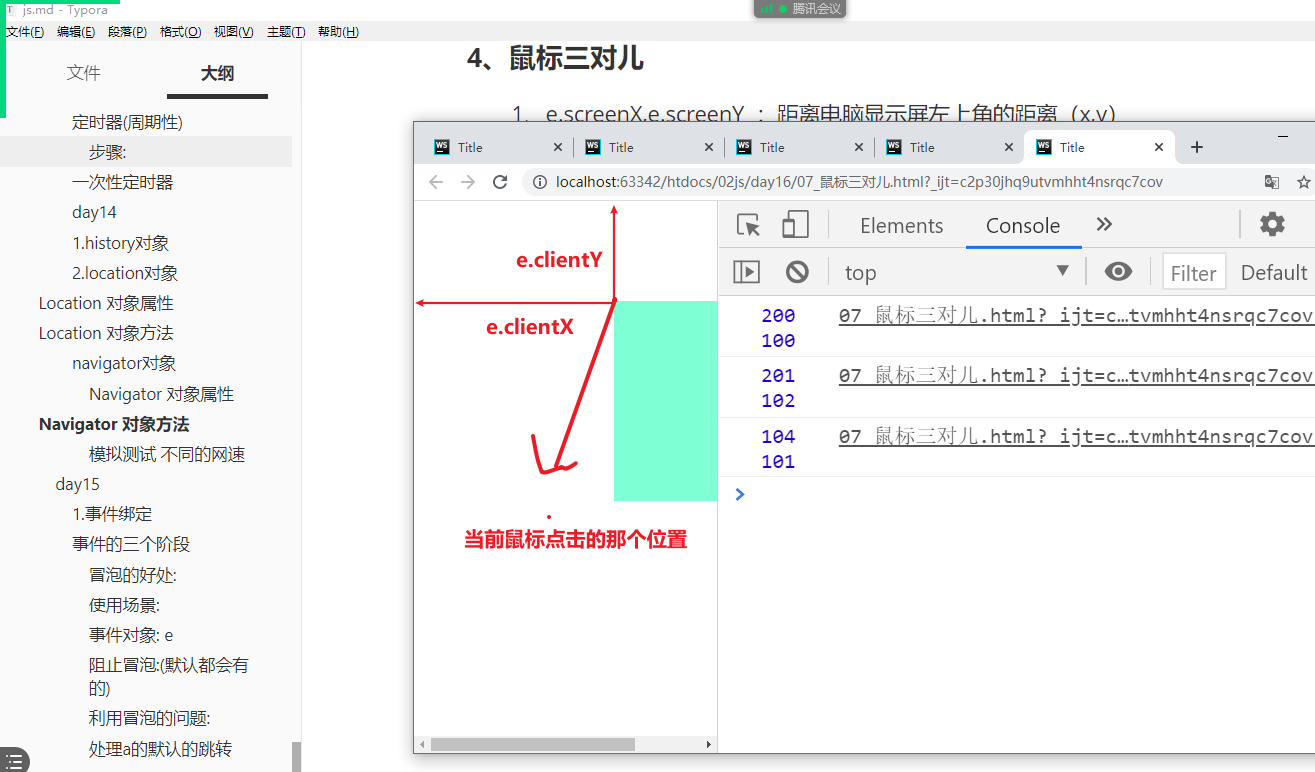 js.md - Typora
腾讯会议
文件(F) 编辑(E) 段落(P) 格式(O) 视图(V) 主题(T) 帮助(H)
文件 大纲
定时器(周期性)
步骤:
一次性定时器
day14
1.history对象
2.location对象
Location 对象属性
Location 对象方法
navigator对象
Navigator 对象属性
Navigator 对象方法
模拟测试 不同的网速
day15
1.事件绑定
事件的三个阶段
冒泡的好处:
使用场景:
事件对象: e
阻止冒泡:(默认都会有
的)
利用冒泡的问题:
处理a的默认的跳转
4、鼠标三对儿
1. e.screenX,e.screenY ：距离电脑显示屏左上角的距离（x,y）
Title Title Title Title Title
localhost:63342/htdocs/02js/day16/07_鼠标三对儿.html?_ijt=c2p30jhq9utvmhht4nsrqc7cov
e.clientY
e.clientX
当前鼠标点击的那个位置
Elements Console
top Filter Default
200 07_鼠标三对儿.html?_ijt=c…tvmhht4nsrqc7cov
100
201 07_鼠标三对儿.html?_ijt=c…tvmhht4nsrqc7cov
102
104 07_鼠标三对儿.html?_ijt=c…tvmhht4nsrqc7cov
101